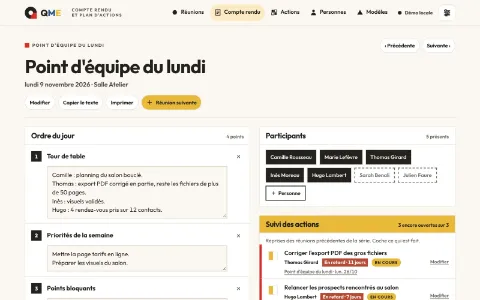 QME
COMPTE RENDU
ET PLAN D'ACTIONS
Réunions
Compte rendu
Actions
Personnes
Modèles
Démo locale
POINT D'ÉQUIPE DU LUNDI
‹ Précédente
Suivante ›
Point d'équipe du lundi
lundi 9 novembre 2026 · Salle Atelier
Modifier
Copier le texte
Imprimer
+ Réunion suivante
Ordre du jour
4 points
1
Tour de table
×
Camille : planning du salon bouclé.
Thomas : export PDF corrigé en partie, reste les fichiers de plus
de 50 pages.
Inès : visuels validés.
Hugo : 4 rendez-vous pris sur 12 contacts.
2
Priorités de la semaine
×
Mettre la page tarifs en ligne.
Préparer les visuels du salon.
3
Points bloquants
×
Participants
5 présents
Camille Rousseau
Marie Lefèvre
Thomas Girard
Inès Moreau
Hugo Lambert
Sarah Benali
Julien Faure
+ Personne
Suivi des actions
3 encore ouvertes sur 3
Reprises des réunions précédentes de la série. Coche ce qui est fait.
Corriger l'export PDF des gros fichiers
Thomas Girard
En retard · 11 jours
EN COURS
Modifier
Point d'équipe du lundi · lun. 26/10
Relancer les prospects rencontrés au salon
Hugo Lambert
En retard · 7 jours
EN COURS
Modifier